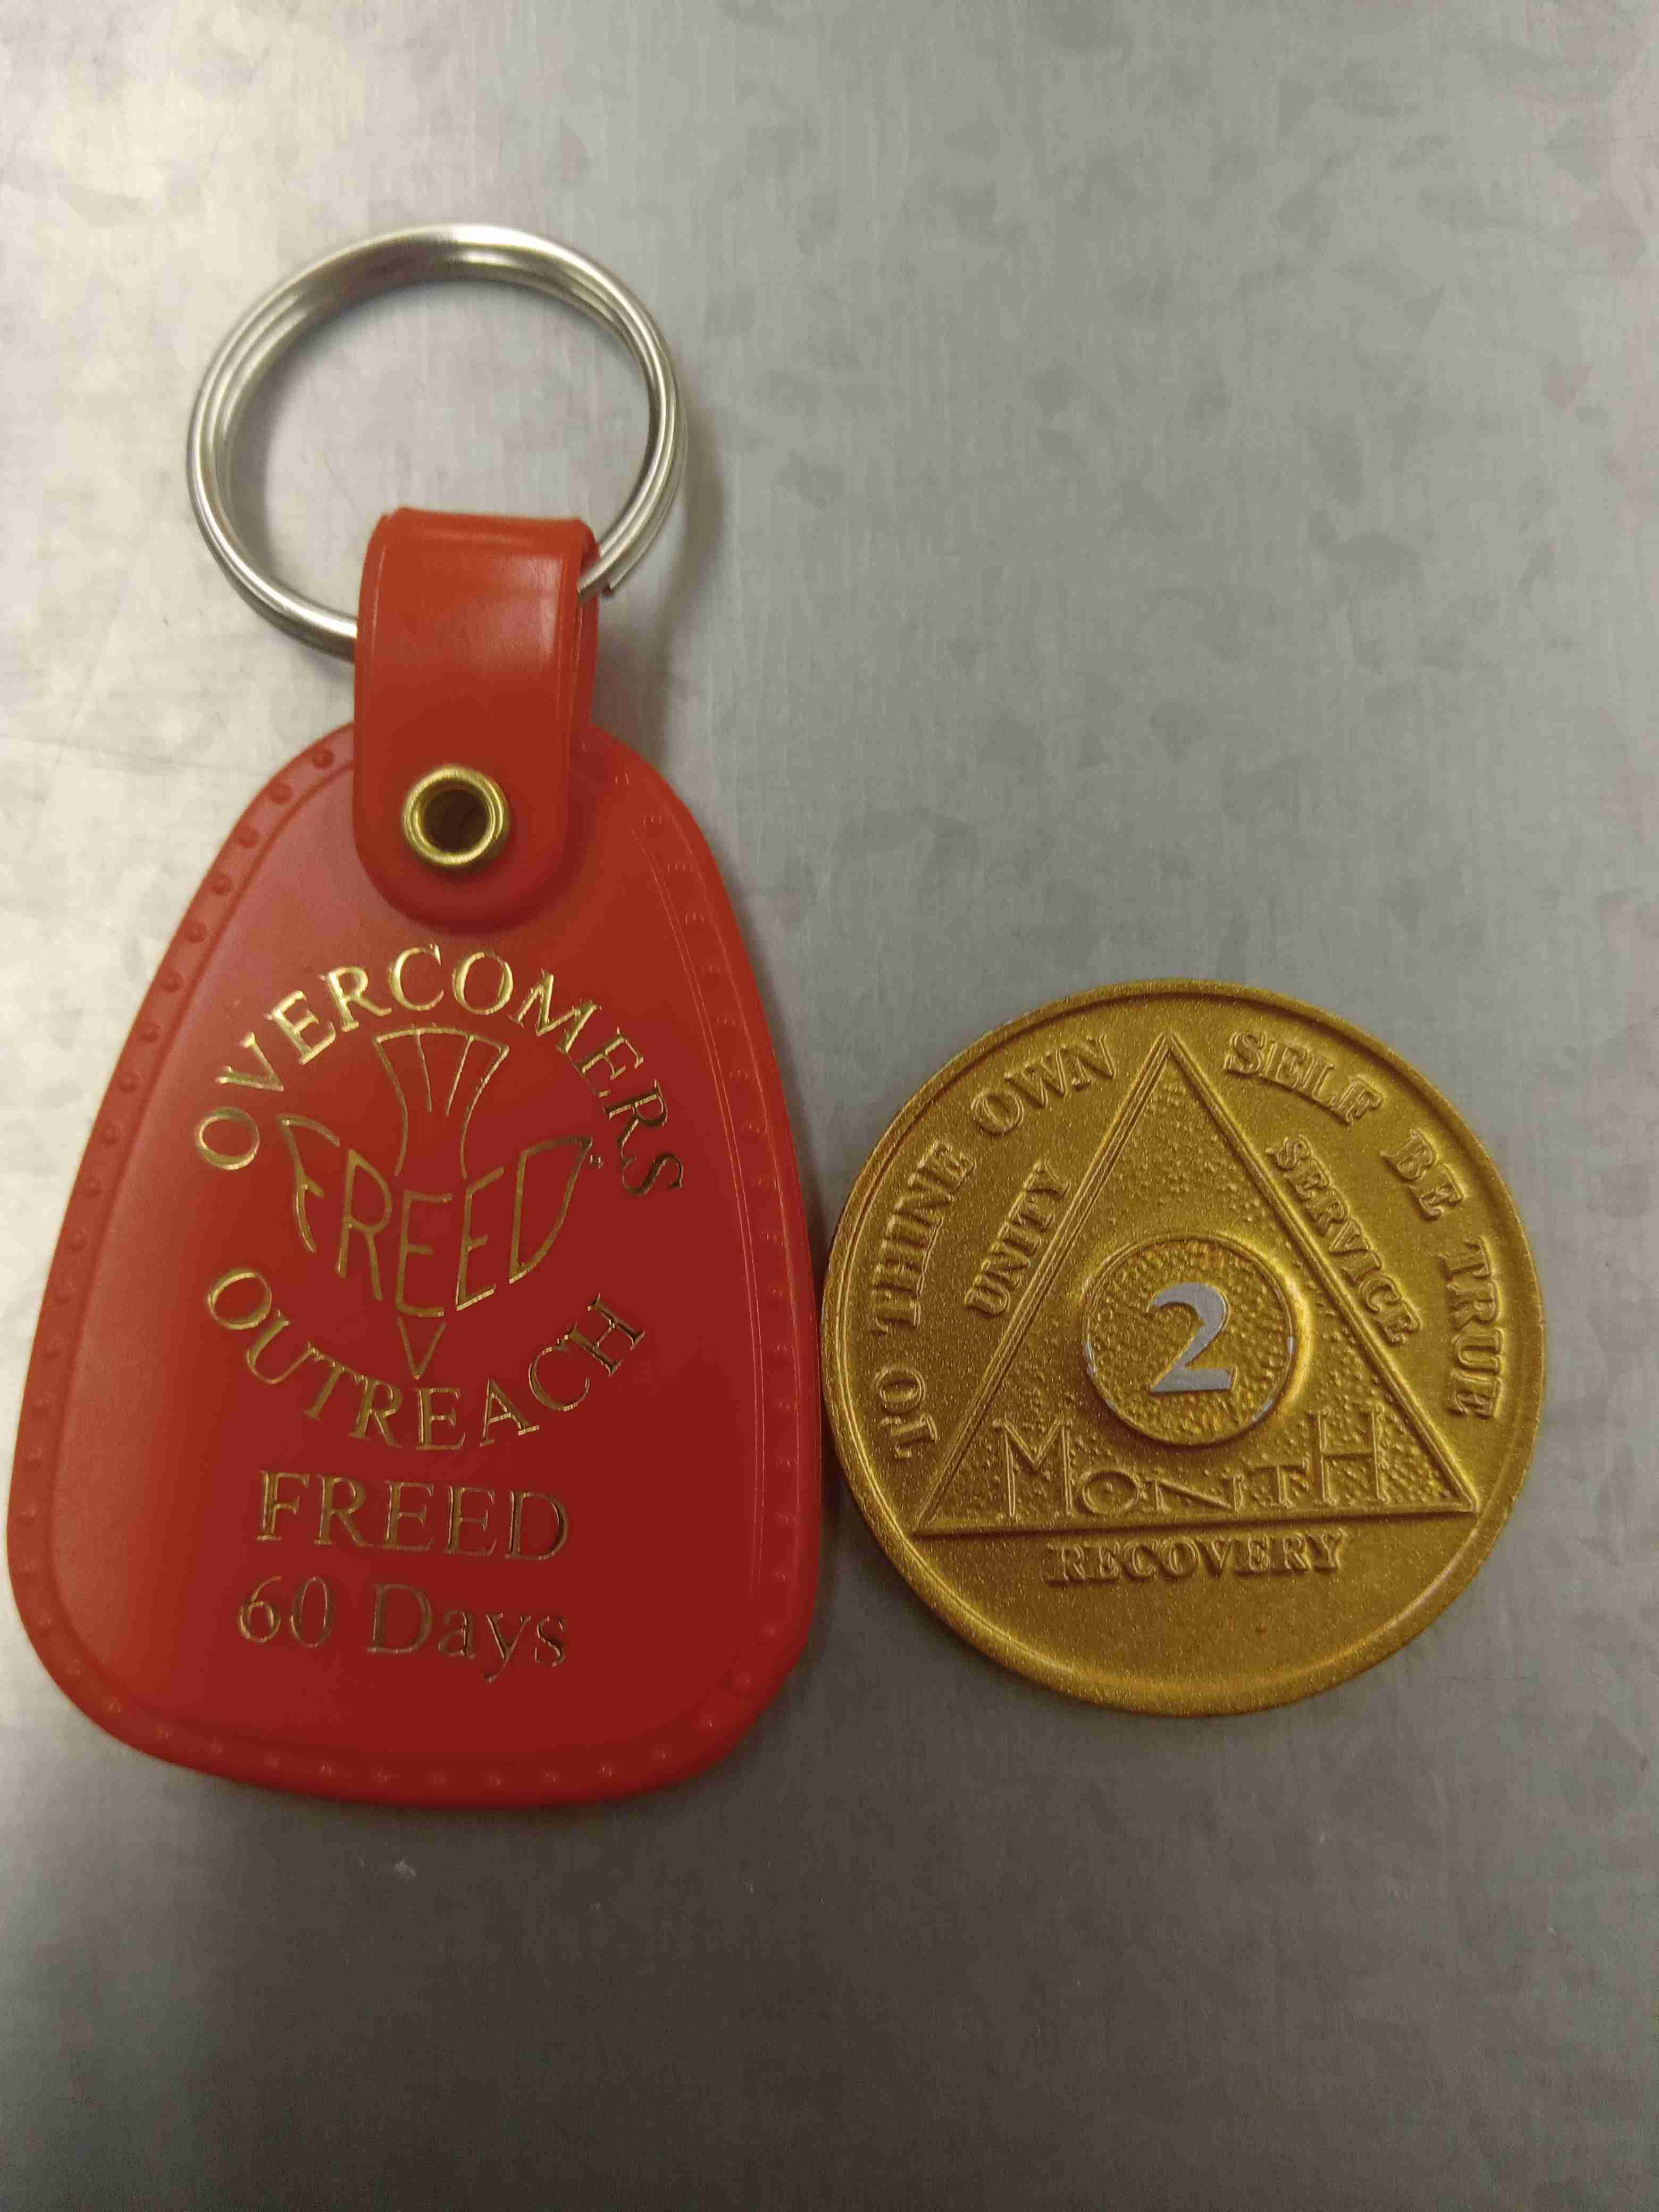 OVERCOMERS
FREED
OUTREACH
FREED
60 Days
TO THINE OWN SELF BE TRUE
UNITY
SERVICE
2
MONTH
RECOVERY